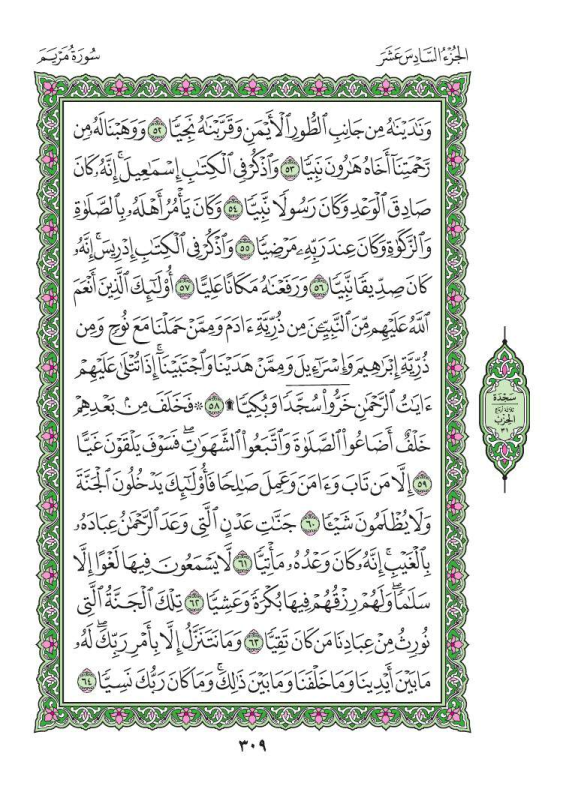 سُورَةُ مَرْيَمَ
الجُزْءُ السَّادِسَ عَشَرَ
وَنَٰدَيْنَٰهُ مِن جَانِبِ ٱلطُّورِ ٱلْأَيْمَنِ وَقَرَّبْنَٰهُ نَجِيًّا ٥٢ وَوَهَبْنَا لَهُۥ مِن
رَّحْمَتِنَآ أَخَاهُ هَٰرُونَ نَبِيًّا ٥٣ وَٱذْكُرْ فِى ٱلْكِتَٰبِ إِسْمَٰعِيلَ ۚ إِنَّهُۥ كَانَ
صَادِقَ ٱلْوَعْدِ وَكَانَ رَسُولًا نَّبِيًّا ٥٤ وَكَانَ يَأْمُرُ أَهْلَهُۥ بِٱلصَّلَوٰةِ
وَٱلزَّكَوٰةِ وَكَانَ عِندَ رَبِّهِۦ مَرْضِيًّا ٥٥ وَٱذْكُرْ فِى ٱلْكِتَٰبِ إِدْرِيسَ ۚ إِنَّهُۥ
كَانَ صِدِّيقًا نَّبِيًّا ٥٦ وَرَفَعْنَٰهُ مَكَانًا عَلِيًّا ٥٧ أُو۟لَٰٓئِكَ ٱلَّذِينَ أَنْعَمَ
ٱللَّهُ عَلَيْهِم مِّنَ ٱلنَّبِيِّۦنَ مِن ذُرِّيَّةِ ءَادَمَ وَمِمَّنْ حَمَلْنَا مَعَ نُوحٍ وَمِن
ذُرِّيَّةِ إِبْرَٰهِيمَ وَإِسْرَٰٓءِيلَ وَمِمَّنْ هَدَيْنَا وَٱجْتَبَيْنَآ ۚ إِذَا تُتْلَىٰ عَلَيْهِمْ
ءَايَٰتُ ٱلرَّحْمَٰنِ خَرُّوا۟ سُجَّدًا وَبُكِيًّا ۩ ٥٨ * فَخَلَفَ مِنۢ بَعْدِهِمْ
خَلْفٌ أَضَاعُوا۟ ٱلصَّلَوٰةَ وَٱتَّبَعُوا۟ ٱلشَّهَوَٰتِ ۖ فَسَوْفَ يَلْقَوْنَ غَيًّا
٥٩ إِلَّا مَن تَابَ وَءَامَنَ وَعَمِلَ صَٰلِحًا فَأُو۟لَٰٓئِكَ يَدْخُلُونَ ٱلْجَنَّةَ
وَلَا يُظْلَمُونَ شَيْـًٔا ٦٠ جَنَّٰتِ عَدْنٍ ٱلَّتِى وَعَدَ ٱلرَّحْمَٰنُ عِبَادَهُۥ
بِٱلْغَيْبِ ۚ إِنَّهُۥ كَانَ وَعْدُهُۥ مَأْتِيًّا ٦١ لَّا يَسْمَعُونَ فِيهَا لَغْوًا إِلَّا
سَلَٰمًا ۖ وَلَهُمْ رِزْقُهُمْ فِيهَا بُكْرَةً وَعَشِيًّا ٦٢ تِلْكَ ٱلْجَنَّةُ ٱلَّتِى
نُورِثُ مِنْ عِبَادِنَا مَن كَانَ تَقِيًّا ٦٣ وَمَا نَتَنَزَّلُ إِلَّا بِأَمْرِ رَبِّكَ ۖ لَهُۥ
مَا بَيْنَ أَيْدِينَا وَمَا خَلْفَنَا وَمَا بَيْنَ ذَٰلِكَ ۚ وَمَا كَانَ رَبُّكَ نَسِيًّا ٦٤
سَجْدَة
ثلاثة أرباع
الحِزْب
٣١
٣٠٩